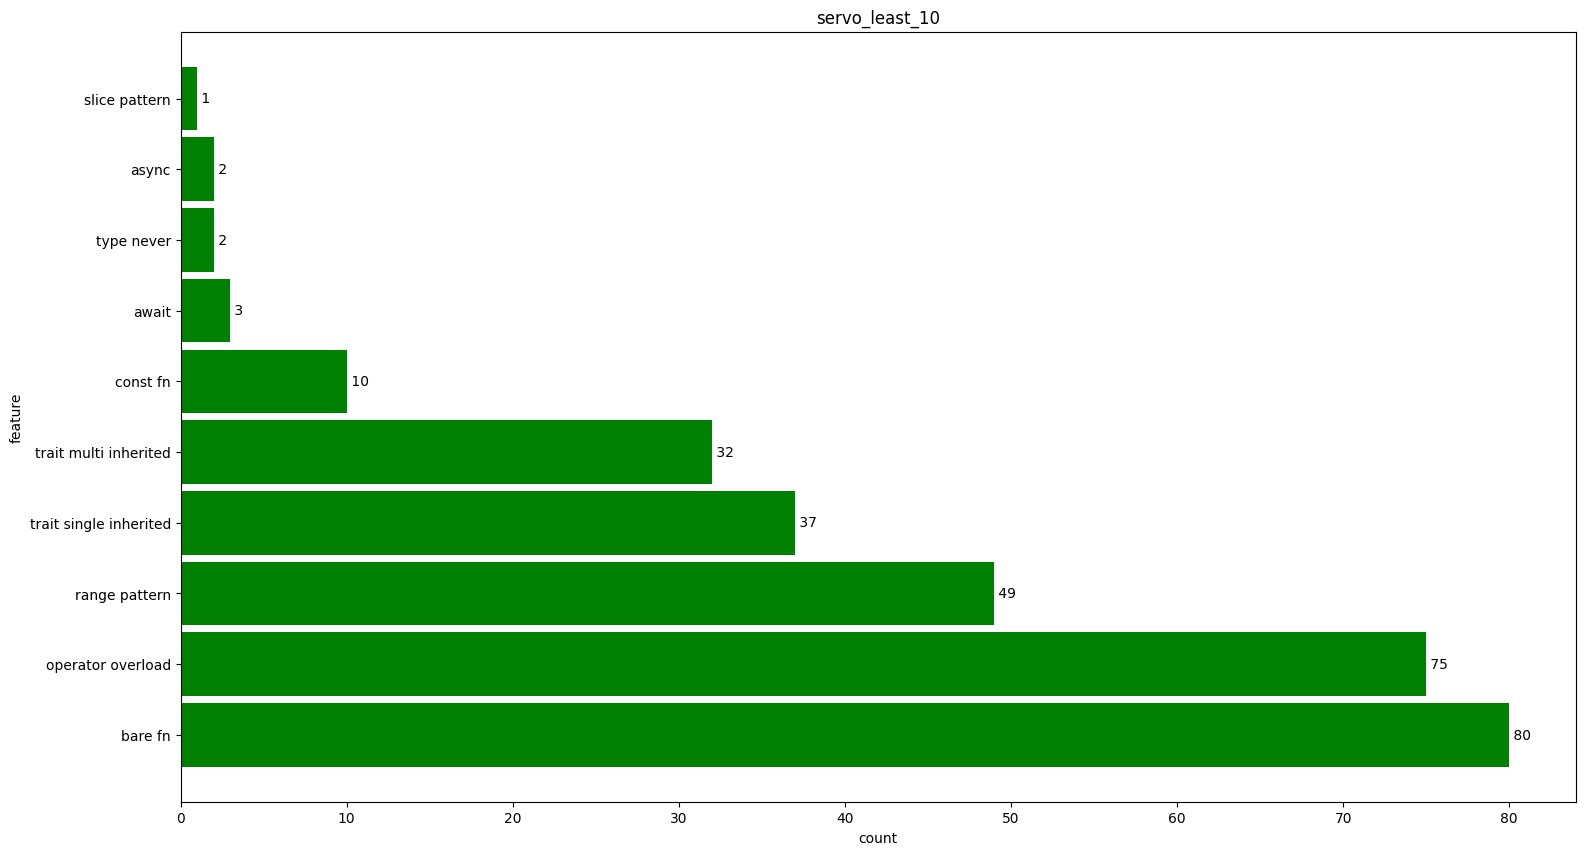 servo_least_10
slice pattern 1
async 2
type never 2
await 3
const fn 10
trait multi inherited 32
trait single inherited 37
range pattern 49
operator overload 75
bare fn 80
feature
0 10 20 30 40 50 60 70 80
count